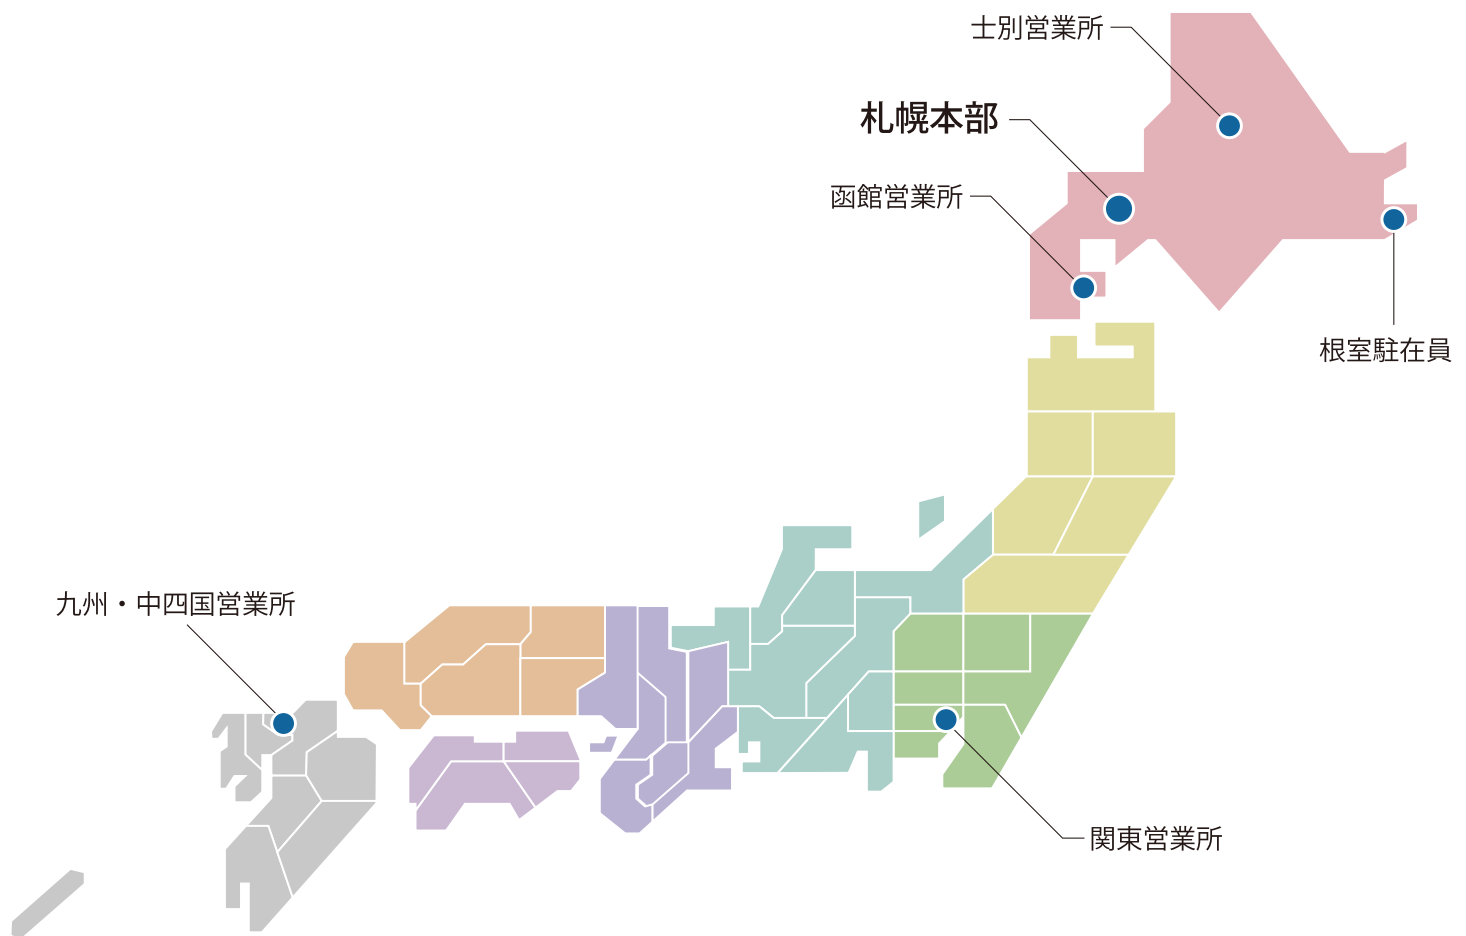 士別営業所
札幌本部
函館営業所
根室駐在員
九州・中四国営業所
関東営業所